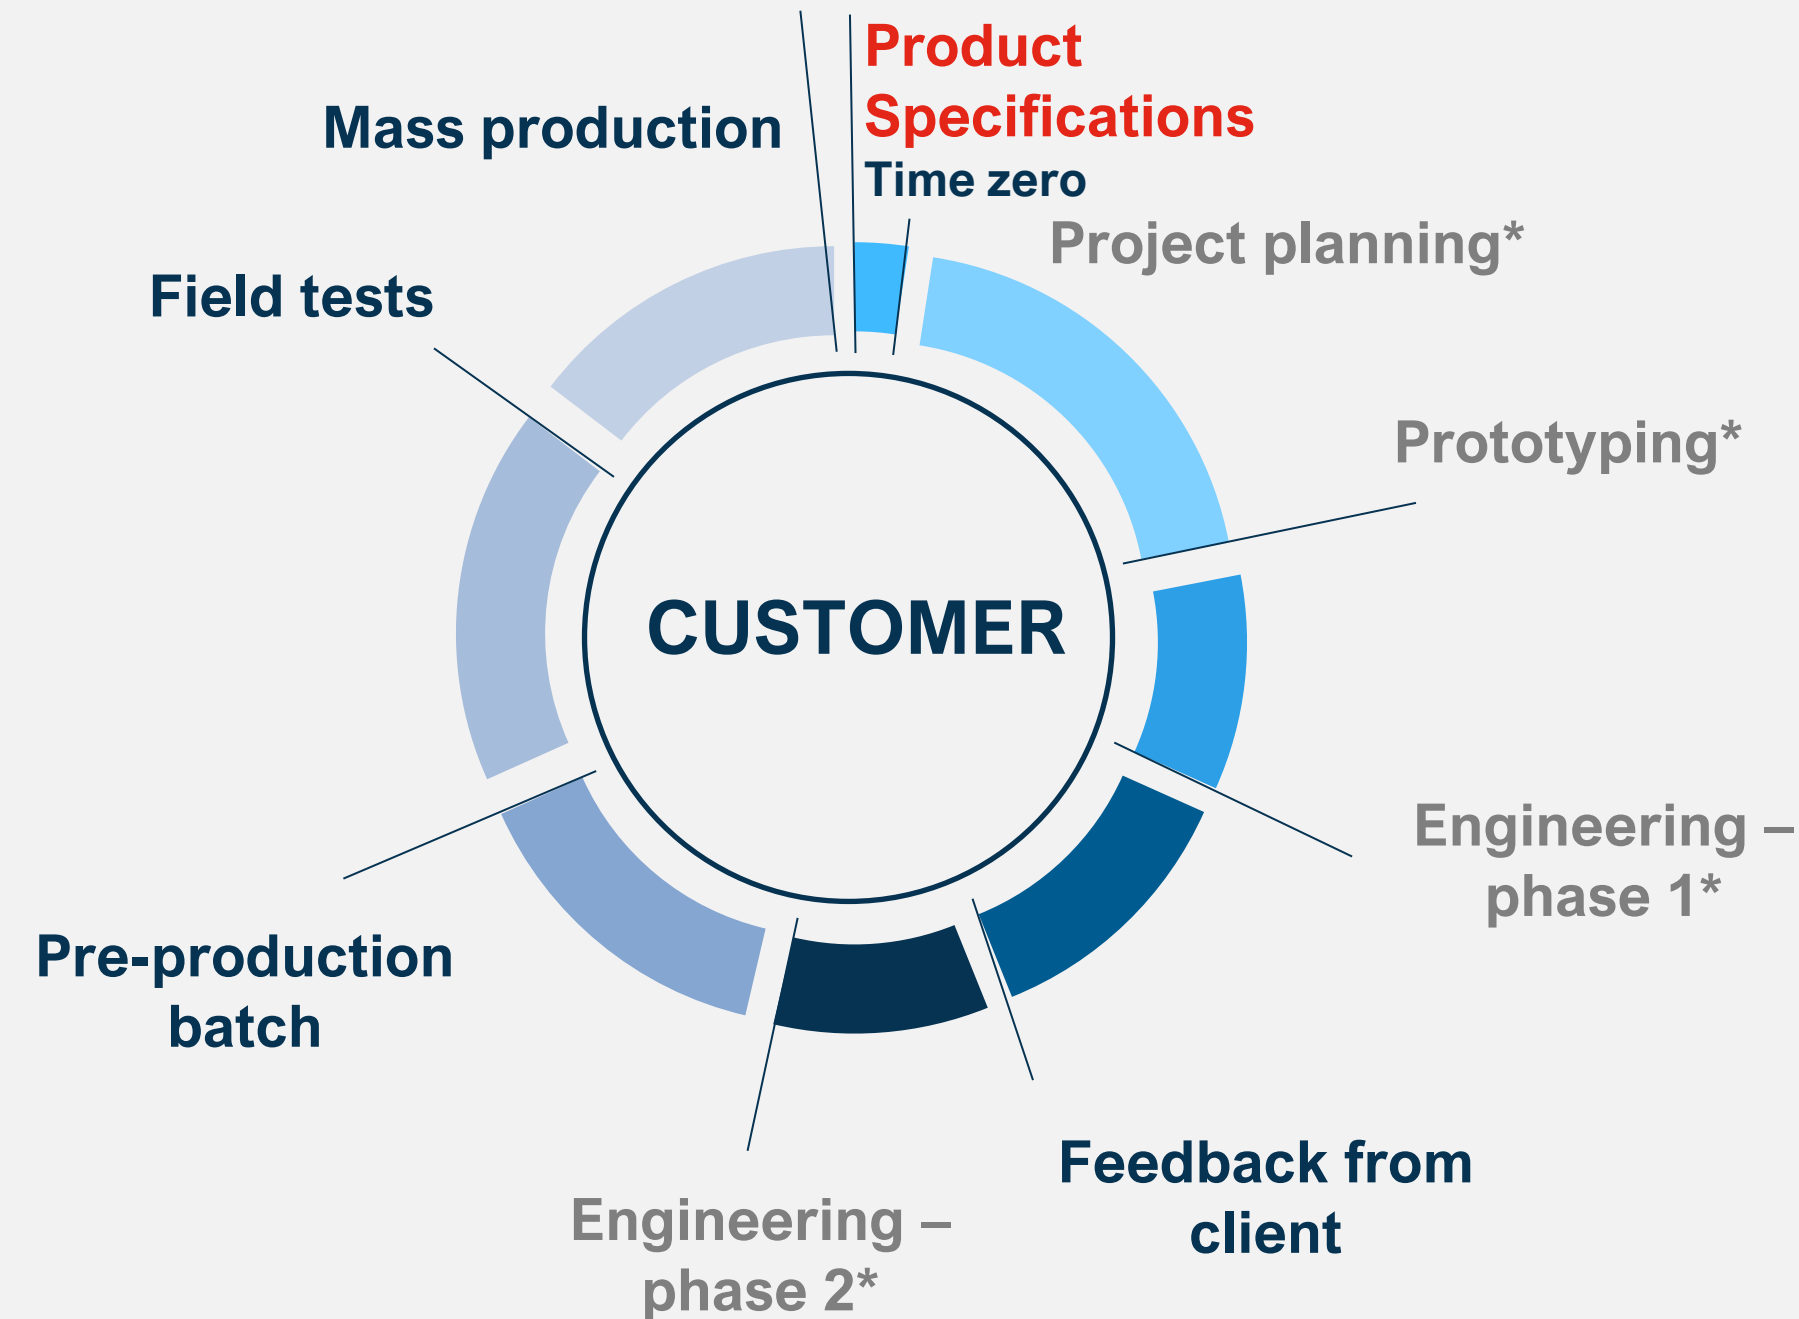 Product
Specifications
Time zero
Project planning*
Prototyping*
Engineering –
phase 1*
Feedback from
client
Engineering –
phase 2*
Pre-production
batch
Field tests
Mass production
CUSTOMER